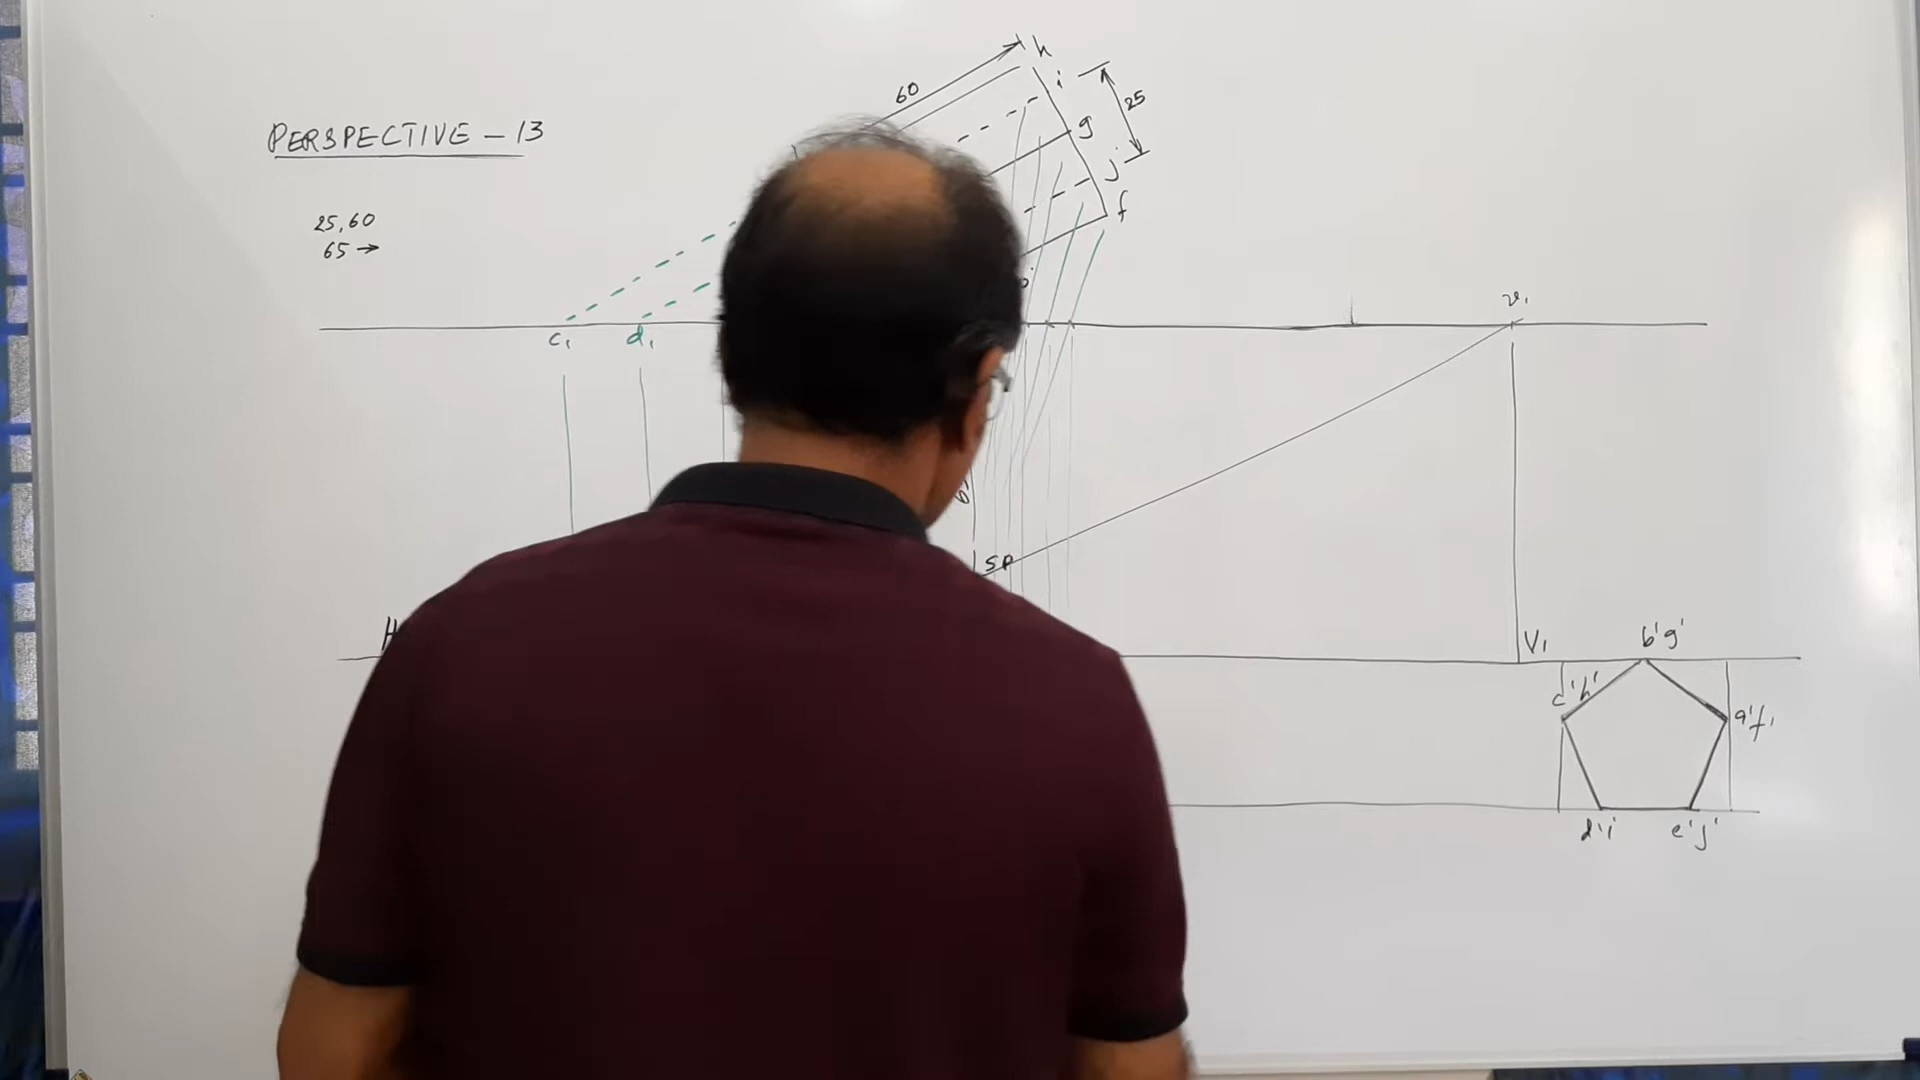 PERSPECTIVE - 13
25,60
65 →
60
h
i
25
g
j
f
c₁
d₁
v₁
SP
H
V₁
b'g'
c'h'
a'f'
d'i
e'j'